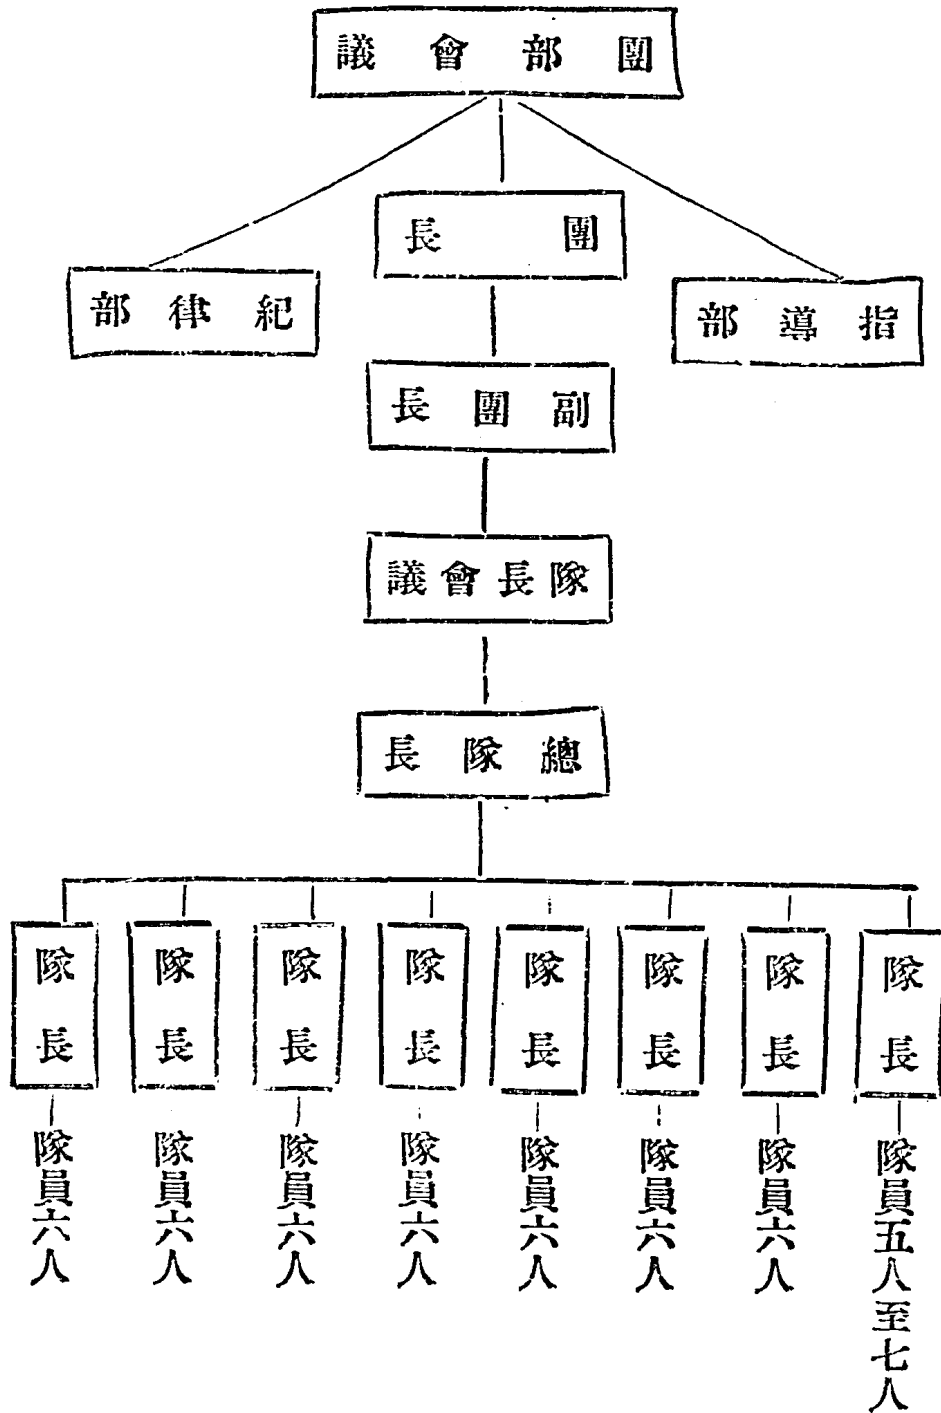 團部會議
團長
指導部
紀律部
副團長
隊長會議
總隊長
隊長
隊長
隊長
隊長
隊長
隊長
隊長
隊長
隊員五人至七人
隊員六人
隊員六人
隊員六人
隊員六人
隊員六人
隊員六人
隊員六人